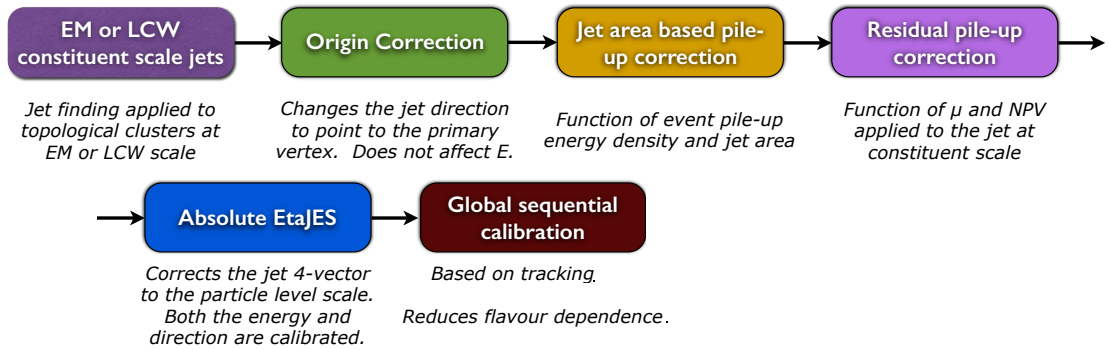 EM or LCW
constituent scale jets
Origin Correction
Jet area based pile-
up correction
Residual pile-up
correction
Jet finding applied to
topological clusters at
EM or LCW scale
Changes the jet direction
to point to the primary
vertex. Does not affect E.
Function of event pile-up
energy density and jet area
Function of µ and NPV
applied to the jet at
constituent scale
Absolute EtaJES
Global sequential
calibration
Corrects the jet 4-vector
to the particle level scale.
Both the energy and
direction are calibrated.
Based on tracking.
Reduces flavour dependence.